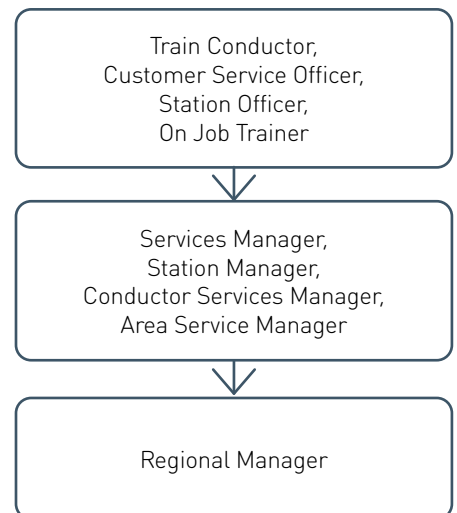 Train Conductor,
Customer Service Officer,
Station Officer,
On Job Trainer
Services Manager,
Station Manager,
Conductor Services Manager,
Area Service Manager
Regional Manager